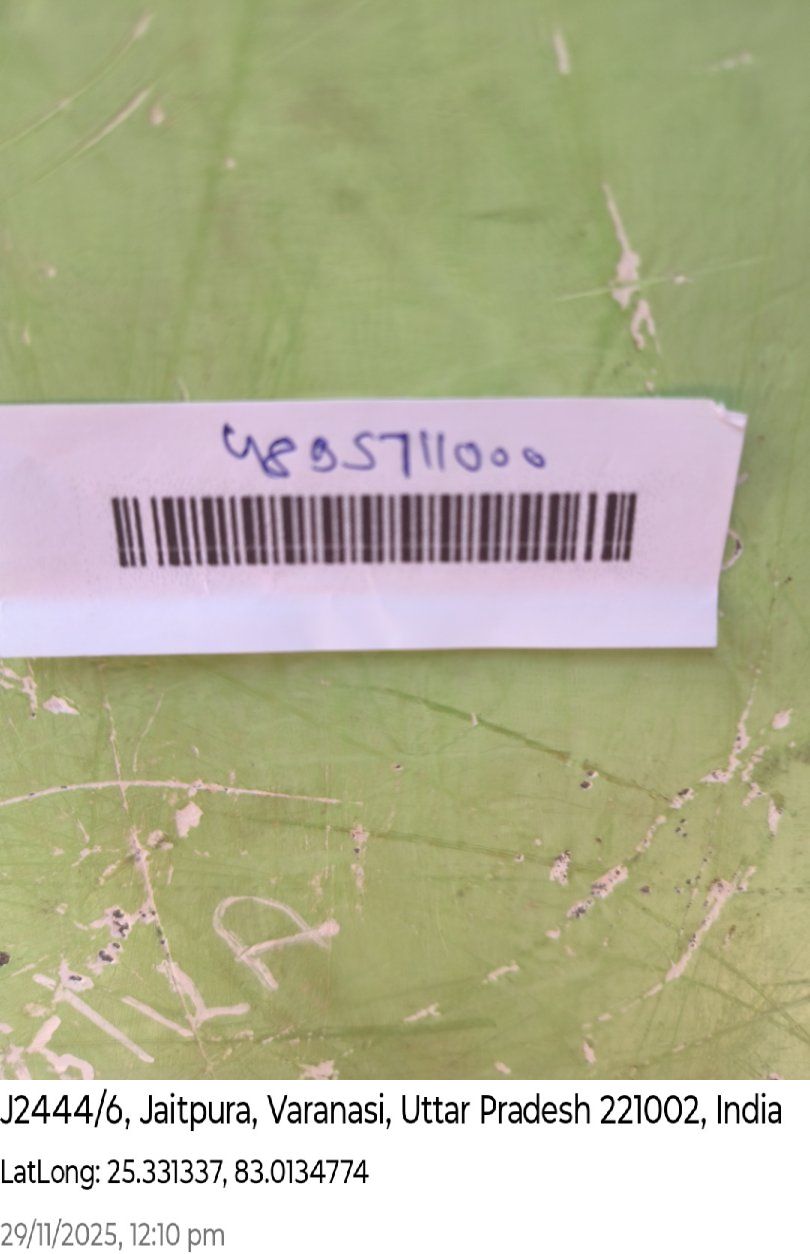 4895711000
J2444/6, Jaitpura, Varanasi, Uttar Pradesh 221002, India
LatLong: 25.331337, 83.0134774
29/11/2025, 12:10 pm